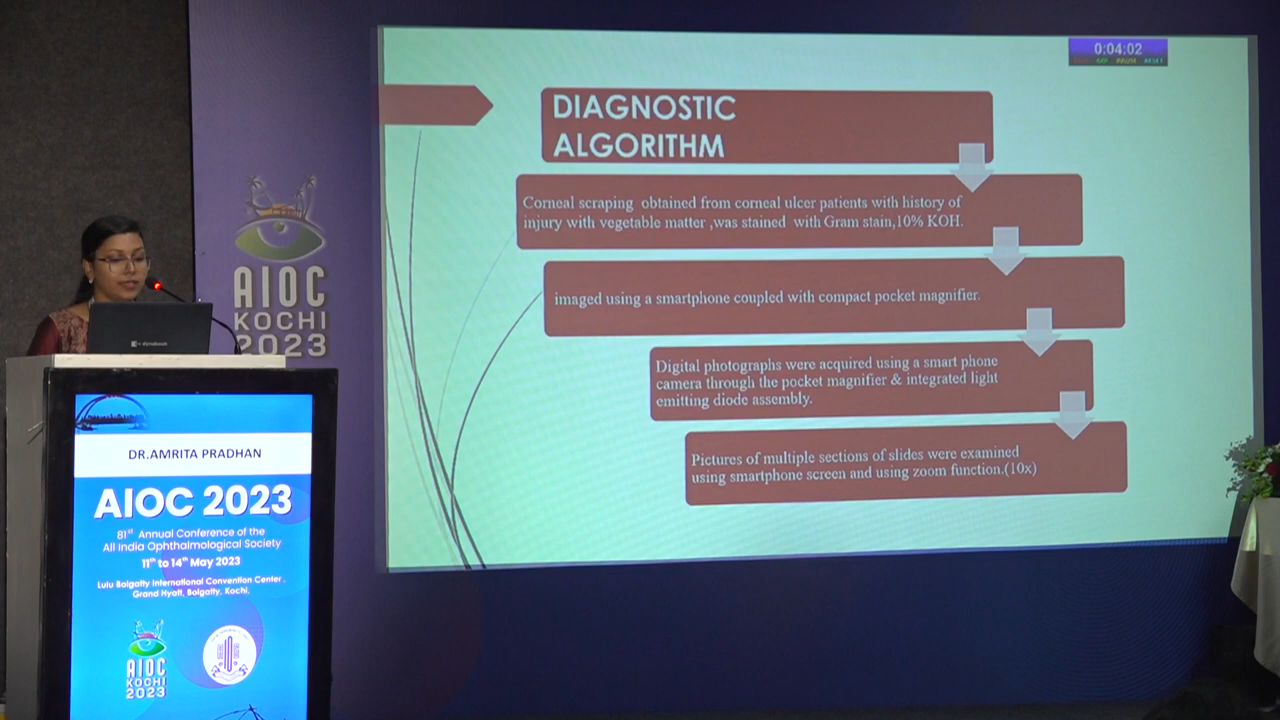 0:04:02
PAUSE RESET
DIAGNOSTIC
ALGORITHM
Corneal scraping obtained from corneal ulcer patients with history of
injury with vegetable matter ,was stained with Gram stain,10% KOH.
imaged using a smartphone coupled with compact pocket magnifier.
Digital photographs were acquired using a smart phone
camera through the pocket magnifier & integrated light
emitting diode assembly.
Pictures of multiple sections of slides were examined
using smartphone screen and using zoom function.(10x)
AIOC
KOCHI
2023
DR.AMRITA PRADHAN
AIOC 2023
81st Annual Conference of the
All India Ophthalmological Society
11th to 14th May 2023
Lulu Bolgatty International Convention Center,
Grand Hyatt, Bolgatty, Kochi.
AIOC
KOCHI
2023